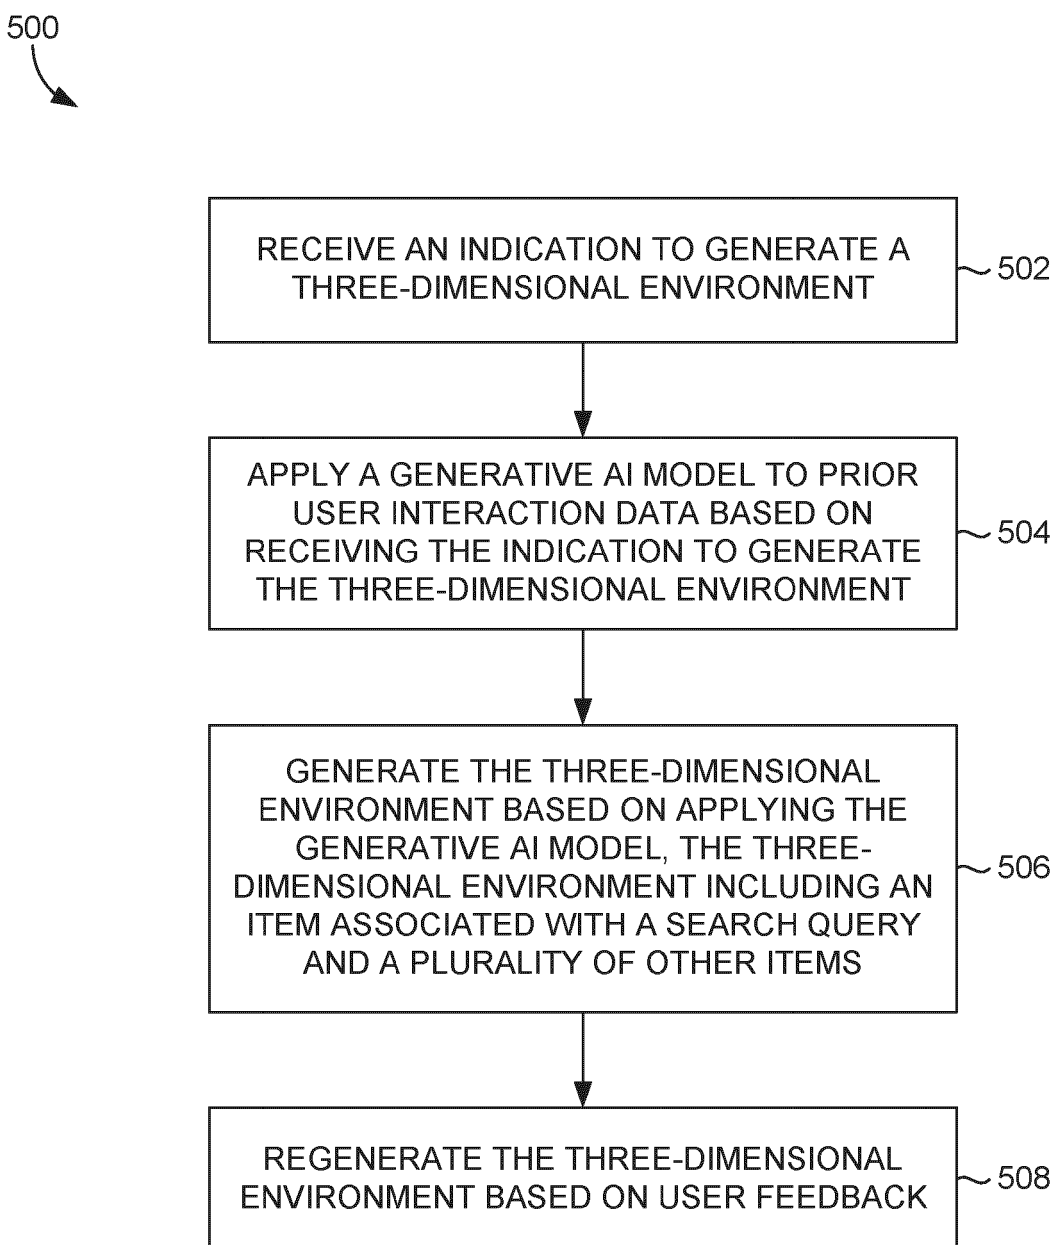 500
RECEIVE AN INDICATION TO GENERATE A
THREE-DIMENSIONAL ENVIRONMENT
502
APPLY A GENERATIVE AI MODEL TO PRIOR
USER INTERACTION DATA BASED ON
RECEIVING THE INDICATION TO GENERATE
THE THREE-DIMENSIONAL ENVIRONMENT
504
GENERATE THE THREE-DIMENSIONAL
ENVIRONMENT BASED ON APPLYING THE
GENERATIVE AI MODEL, THE THREE-
DIMENSIONAL ENVIRONMENT INCLUDING AN
ITEM ASSOCIATED WITH A SEARCH QUERY
AND A PLURALITY OF OTHER ITEMS
506
REGENERATE THE THREE-DIMENSIONAL
ENVIRONMENT BASED ON USER FEEDBACK
508